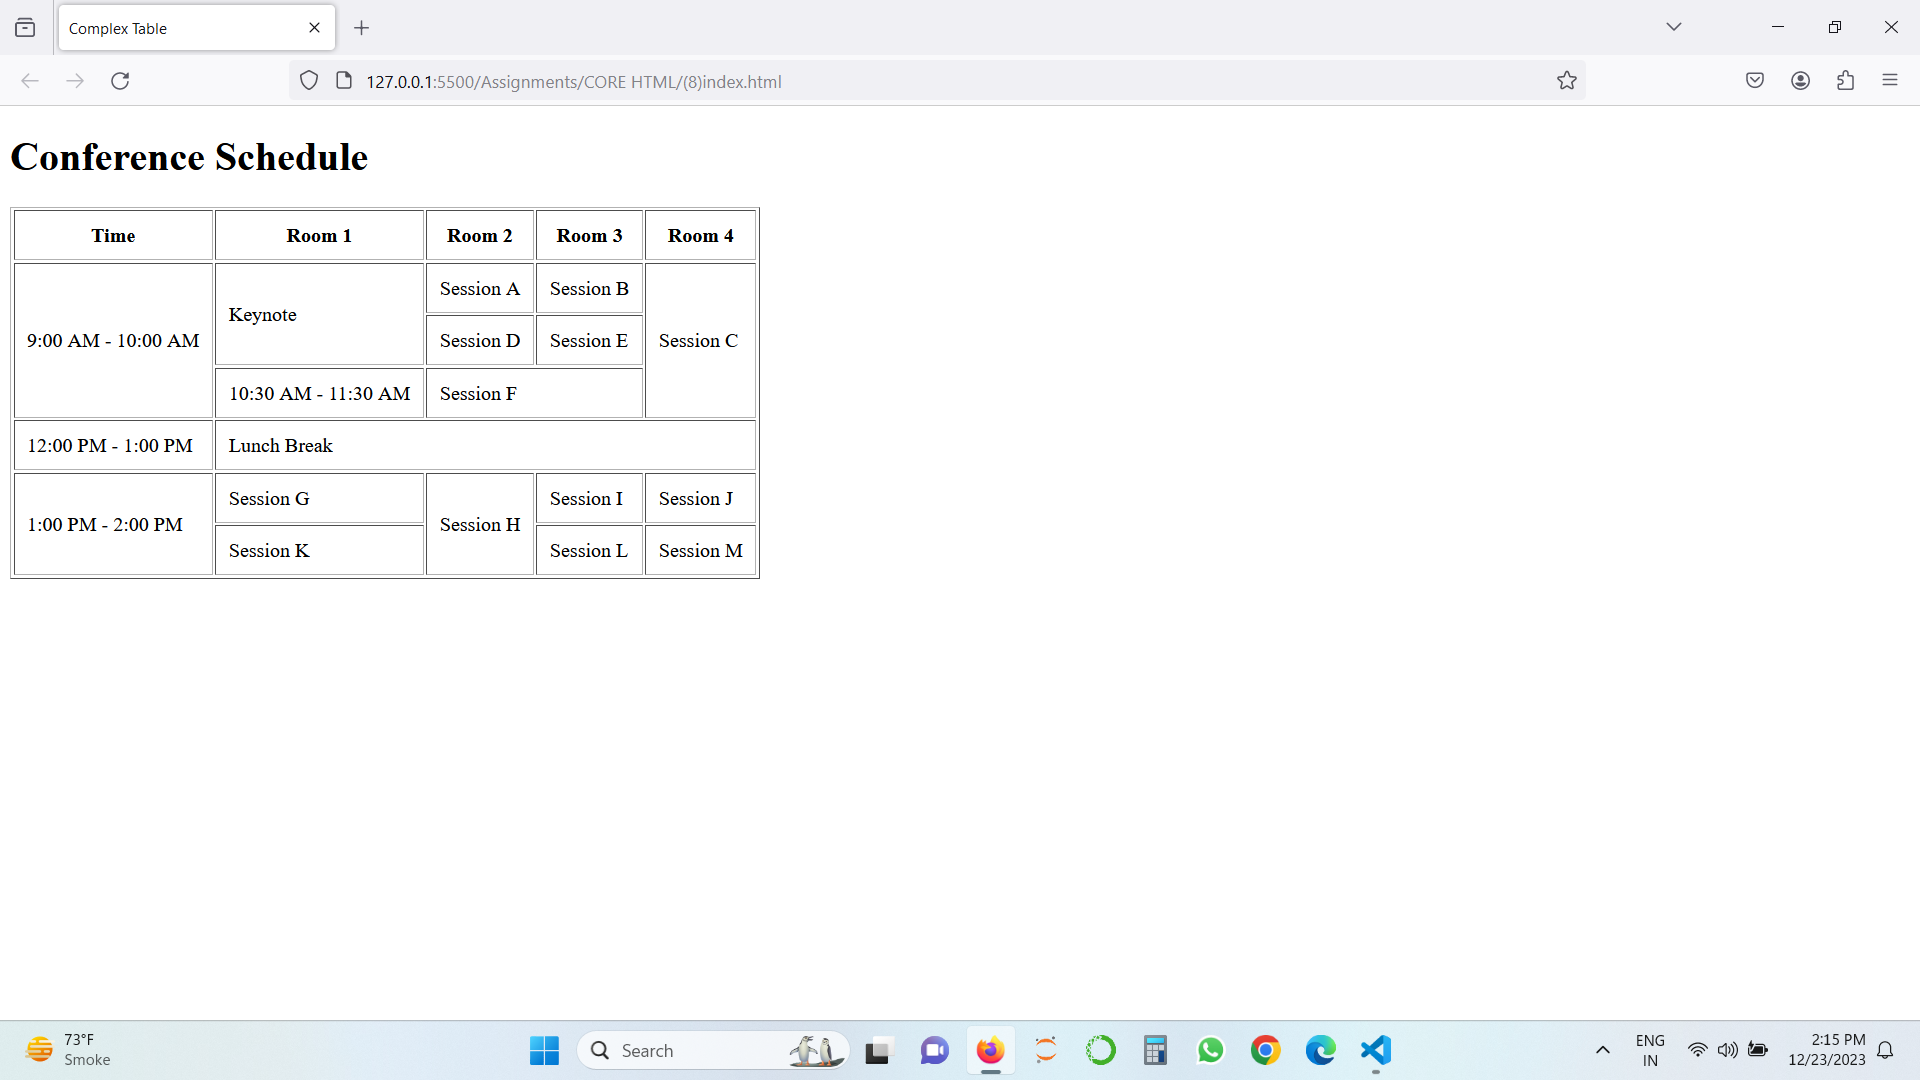 Complex Table
127.0.0.1:5500/Assignments/CORE HTML/(8)index.html
Conference Schedule
Time Room 1 Room 2 Room 3 Room 4
9:00 AM - 10:00 AM Keynote Session A Session B Session C
Session D Session E
10:30 AM - 11:30 AM Session F
12:00 PM - 1:00 PM Lunch Break
1:00 PM - 2:00 PM Session G Session H Session I Session J
Session K Session L Session M
73°F
Smoke
Search
ENG
IN
2:15 PM
12/23/2023